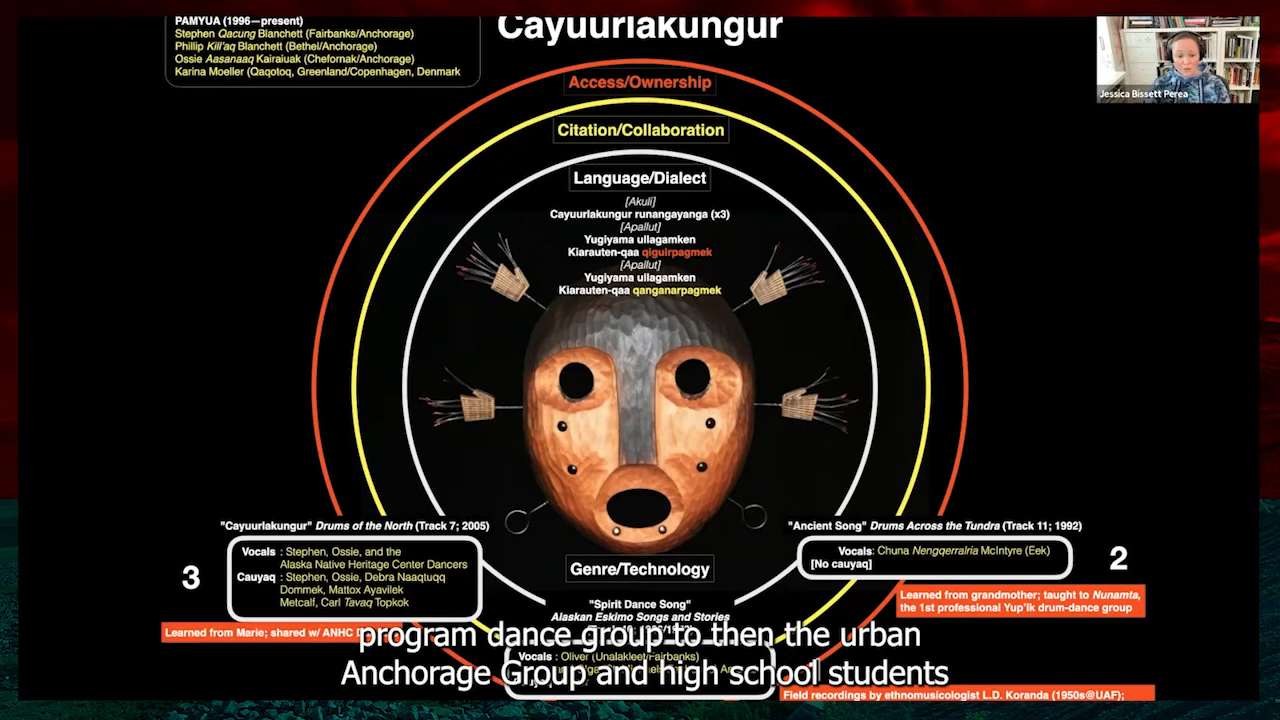 PAMYUA (1996—present)
Stephen Qacung Blanchett (Fairbanks/Anchorage)
Phillip Kill'aq Blanchett (Bethel/Anchorage)
Ossie Aasanaaq Kairaiuak (Chefornak/Anchorage)
Karina Moeller (Qaqotoq, Greenland/Copenhagen, Denmark
Cayuurlakungur
Jessica Bissett Perea
Access/Ownership
Citation/Collaboration
Language/Dialect
[Akuli]
Cayuurlakungur runangayanga (x3)
[Apallut]
Yugiyama ullagamken
Kiarauten-qaa qiguirpagmek
[Apallut]
Yugiyama ullagamken
Kiarauten-qaa qanganarpagmek
"Cayuurlakungur" Drums of the North (Track 7; 2005)
3
Vocals : Stephen, Ossie, and the
Alaska Native Heritage Center Dancers
Cauyaq : Stephen, Ossie, Debra Naaqtuqq
Dommek, Mattox Ayavilek
Metcalf, Carl Tavaq Topkok
Learned from Marie; shared w/ ANHC
"Ancient Song" Drums Across the Tundra (Track 11; 1992)
Vocals: Chuna Nengqerralria McIntyre (Eek)
[No cauyaq]
2
Learned from grandmother; taught to Nunamta,
the 1st professional Yup'ik drum-dance group
Genre/Technology
"Spirit Dance Song"
Alaskan Eskimo Songs and Stories
Vocals : Oliver (Unalakleet/Fairbanks)
Field recordings by ethnomusicologist L.D. Koranda (1950s@UAF);
program dance group to then the urban
Anchorage Group and high school students